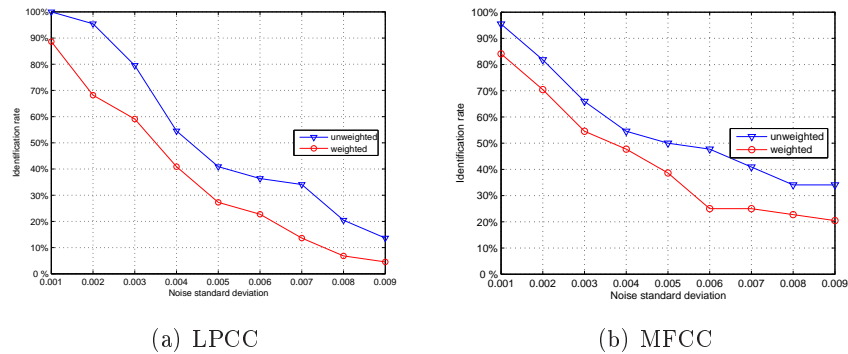 100%
90%
80%
70%
60%
50%
40%
30%
20%
10%
0 %
0.001 0.002 0.003 0.004 0.005 0.006 0.007 0.008 0.009
Identification rate
Noise standard deviation
unweighted
weighted
(a) LPCC
100%
90%
80%
70%
60%
50%
40%
30%
20%
10%
0 %
0.001 0.002 0.003 0.004 0.005 0.006 0.007 0.008 0.009
Identification rate
Noise standard deviation
unweighted
weighted
(b) MFCC